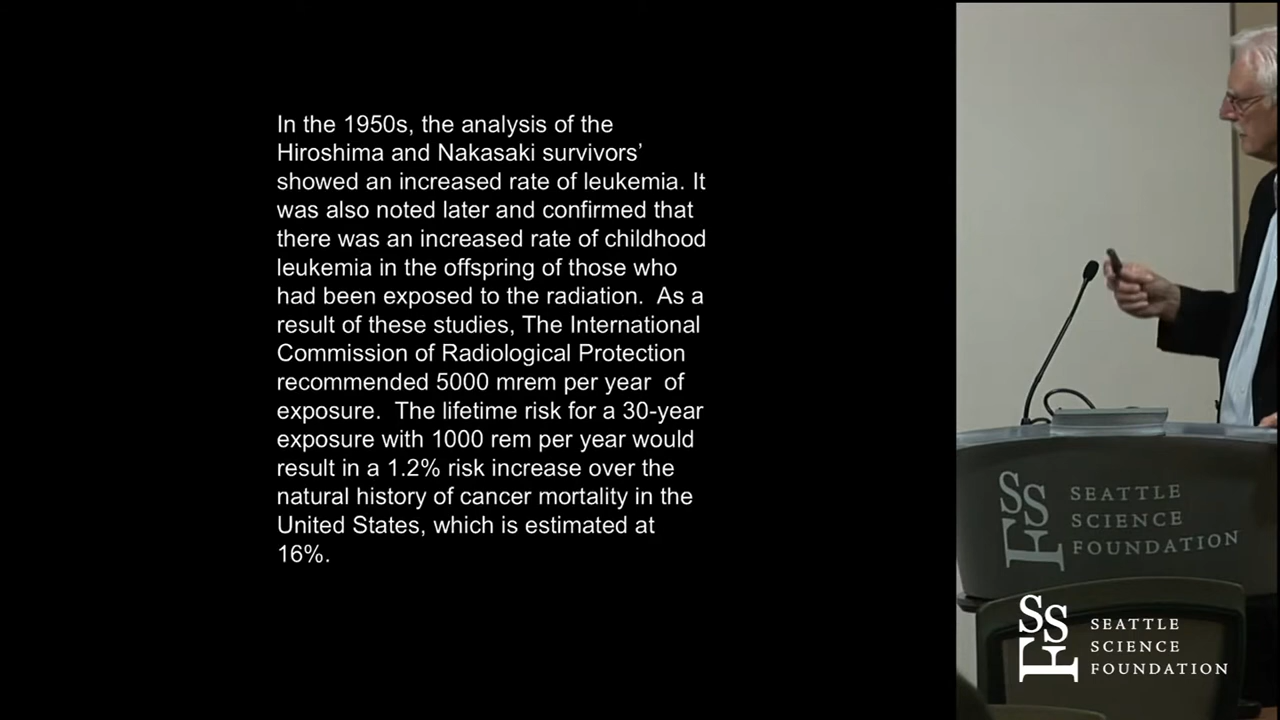 In the 1950s, the analysis of the
Hiroshima and Nakasaki survivors’
showed an increased rate of leukemia. It
was also noted later and confirmed that
there was an increased rate of childhood
leukemia in the offspring of those who
had been exposed to the radiation.  As a
result of these studies, The International
Commission of Radiological Protection
recommended 5000 mrem per year  of
exposure.  The lifetime risk for a 30-year
exposure with 1000 rem per year would
result in a 1.2% risk increase over the
natural history of cancer mortality in the
United States, which is estimated at
16%.
SSF
SEATTLE
SCIENCE
FOUNDATION
SSF
SEATTLE
SCIENCE
FOUNDATION